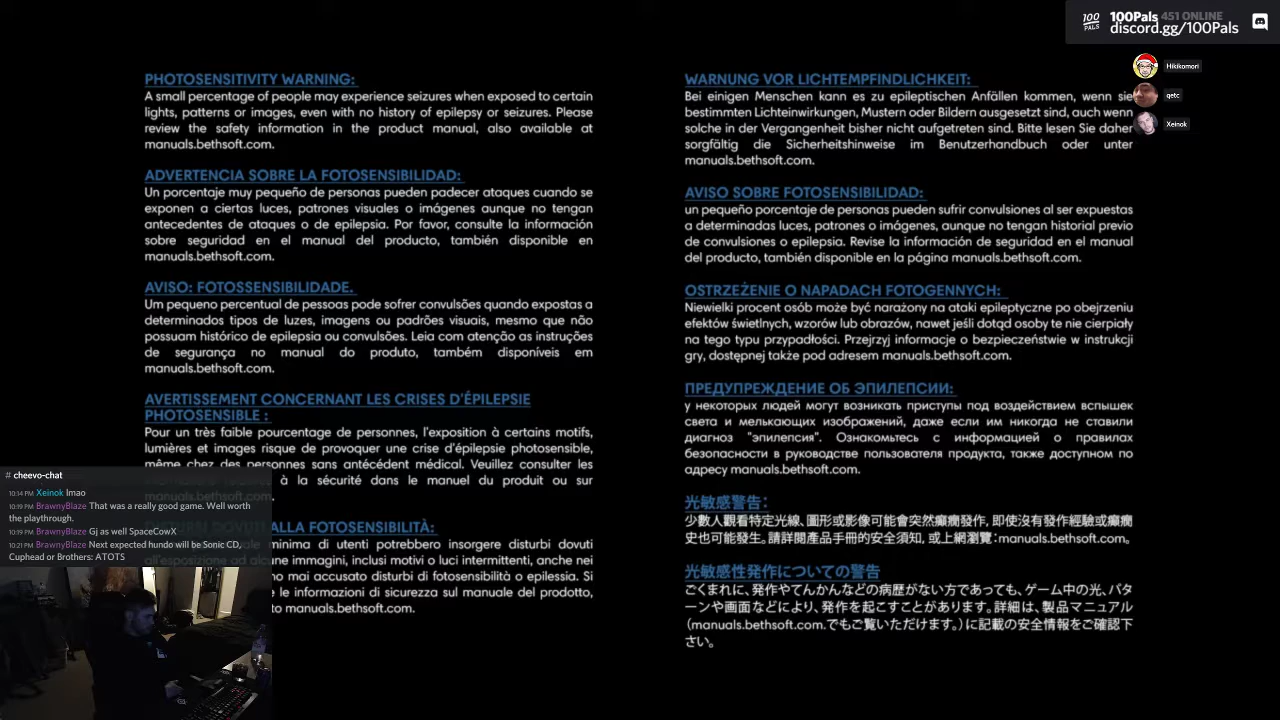 100 PALS
100Pals 451 ONLINE
discord.gg/100Pals
Hikikomori
qetc
Xeinok
PHOTOSENSITIVITY WARNING:
A small percentage of people may experience seizures when exposed to certain
lights, patterns or images, even with no history of epilepsy or seizures. Please
review the safety information in the product manual, also available at
manuals.bethsoft.com.
ADVERTENCIA SOBRE LA FOTOSENSIBILIDAD:
Un porcentaje muy pequeño de personas pueden padecer ataques cuando se
exponen a ciertas luces, patrones visuales o imágenes aunque no tengan
antecedentes de ataques o de epilepsia. Por favor, consulte la información
sobre seguridad en el manual del producto, también disponible en
manuals.bethsoft.com.
AVISO: FOTOSSENSIBILIDADE.
Um pequeno percentual de pessoas pode sofrer convulsões quando expostas a
determinados tipos de luzes, imagens ou padrões visuais, mesmo que não
possuam histórico de epilepsia ou convulsões. Leia com atenção as instruções
de segurança no manual do produto, também disponíveis em
manuals.bethsoft.com.
AVERTISSEMENT CONCERNANT LES CRISES D'ÉPILEPSIE
PHOTOSENSIBLE :
Pour un très faible pourcentage de personnes, l'exposition à certains motifs,
lumières et images risque de provoquer une crise d'épilepsie photosensible,
même chez des personnes sans antécédent médical. Veuillez consulter les
à la sécurité dans le manuel du produit ou sur
manuals.bethsoft.com.
ALLA FOTOSENSIBILITÀ:
minima di utenti potrebbero insorgere disturbi dovuti
all'esposizione ad alcune immagini, inclusi motivi o luci intermittenti, anche nei
mai accusato disturbi di fotosensibilità o epilessia. Si
le informazioni di sicurezza sul manuale del prodotto,
manuals.bethsoft.com.
WARNUNG VOR LICHTEMPFINDLICHKEIT:
Bei einigen Menschen kann es zu epileptischen Anfällen kommen, wenn sie
bestimmten Lichteinwirkungen, Mustern oder Bildern ausgesetzt sind, auch wenn
solche in der Vergangenheit bisher nicht aufgetreten sind. Bitte lesen Sie daher
sorgfältig die Sicherheitshinweise im Benutzerhandbuch oder unter
manuals.bethsoft.com.
AVISO SOBRE FOTOSENSIBILIDAD:
un pequeño porcentaje de personas pueden sufrir convulsiones al ser expuestas
a determinadas luces, patrones o imágenes, aunque no tengan historial previo
de convulsiones o epilepsia. Revise la información de seguridad en el manual
del producto, también disponible en la página manuals.bethsoft.com.
OSTRZEŻENIE O NAPADACH FOTOGENNYCH:
Niewielki procent osób może być narażony na ataki epileptyczne po obejrzeniu
efektów świetlnych, wzorów lub obrazów, nawet jeśli dotąd osoby te nie cierpiały
na tego typu przypadłości. Przejrzyj informacje o bezpieczeństwie w instrukcji
gry, dostępnej także pod adresem manuals.bethsoft.com.
ПРЕДУПРЕЖДЕНИЕ ОБ ЭПИЛЕПСИИ:
у некоторых людей могут возникать приступы под воздействием вспышек
света и мелькающих изображений, даже если им никогда не ставили
диагноз "эпилепсия". Ознакомьтесь с информацией о правилах
безопасности в руководстве пользователя продукта, также доступном по
адресу manuals.bethsoft.com.
光敏感警告:
少數人觀看特定光線、圖形或影像可能會突然癲癇發作, 即使沒有發作經驗或癲癇
史也可能發生。請詳閱產品手冊的安全須知, 或上網瀏覽:manuals.bethsoft.com。
光敏感性発作についての警告
ごくまれに、発作やてんかんなどの病歴がない方であっても、ゲーム中の光、パタ
ーンや画面などにより、発作を起こすことがあります。詳細は、製品マニュアル
(manuals.bethsoft.com.でもご覧いただけます。)に記載の安全情報をご確認下
さい。
# cheevo-chat
10:14 PM Xeinok lmao
10:19 PM BrawnyBlaze That was a really good game. Well worth
the playthrough.
10:19 PM BrawnyBlaze Gj as well SpaceCowX
10:21 PM BrawnyBlaze Next expected hundo will be Sonic CD,
Cuphead or Brothers: ATOTS